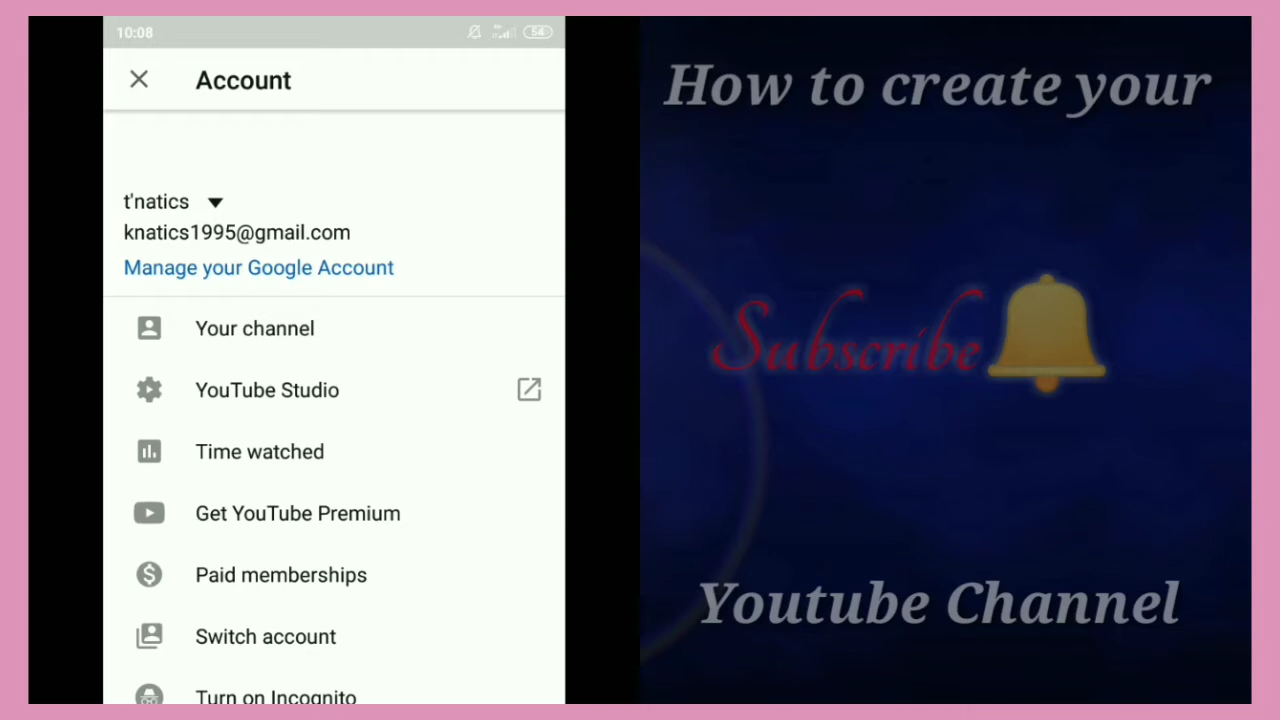 10:08
54
Account
t'natics
knatics1995@gmail.com
Manage your Google Account
Your channel
YouTube Studio
Time watched
Get YouTube Premium
Paid memberships
Switch account
Turn on Incognito
How to create your
Subscribe
Youtube Channel